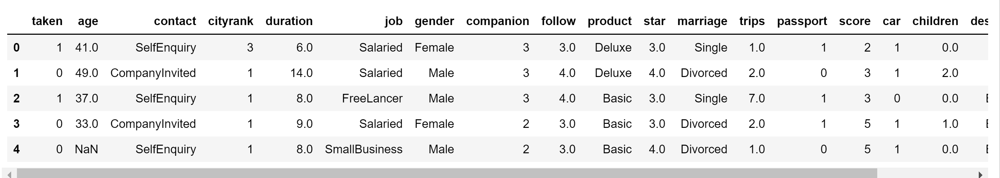 taken age contact cityrank duration job gender companion follow product star marriage trips passport score car children
0 1 41.0 SelfEnquiry 3 6.0 Salaried Female 3 3.0 Deluxe 3.0 Single 1.0 1 2 1 0.0
1 0 49.0 CompanyInvited 1 14.0 Salaried Male 3 4.0 Deluxe 4.0 Divorced 2.0 0 3 1 2.0
2 1 37.0 SelfEnquiry 1 8.0 FreeLancer Male 3 4.0 Basic 3.0 Single 7.0 1 3 0 0.0
3 0 33.0 CompanyInvited 1 9.0 Salaried Female 2 3.0 Basic 3.0 Divorced 2.0 1 5 1 1.0
4 0 NaN SelfEnquiry 1 8.0 SmallBusiness Male 2 3.0 Basic 4.0 Divorced 1.0 0 5 1 0.0